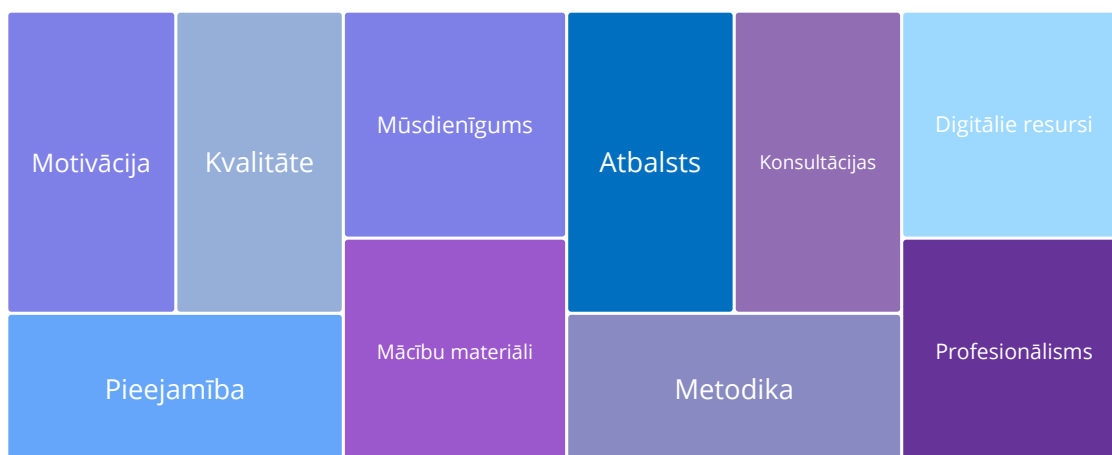 Motivācija
Kvalitāte
Mūsdienīgums
Atbalsts
Konsultācijas
Digitālie resursi
Pieejamība
Mācību materiāli
Metodika
Profesionālisms